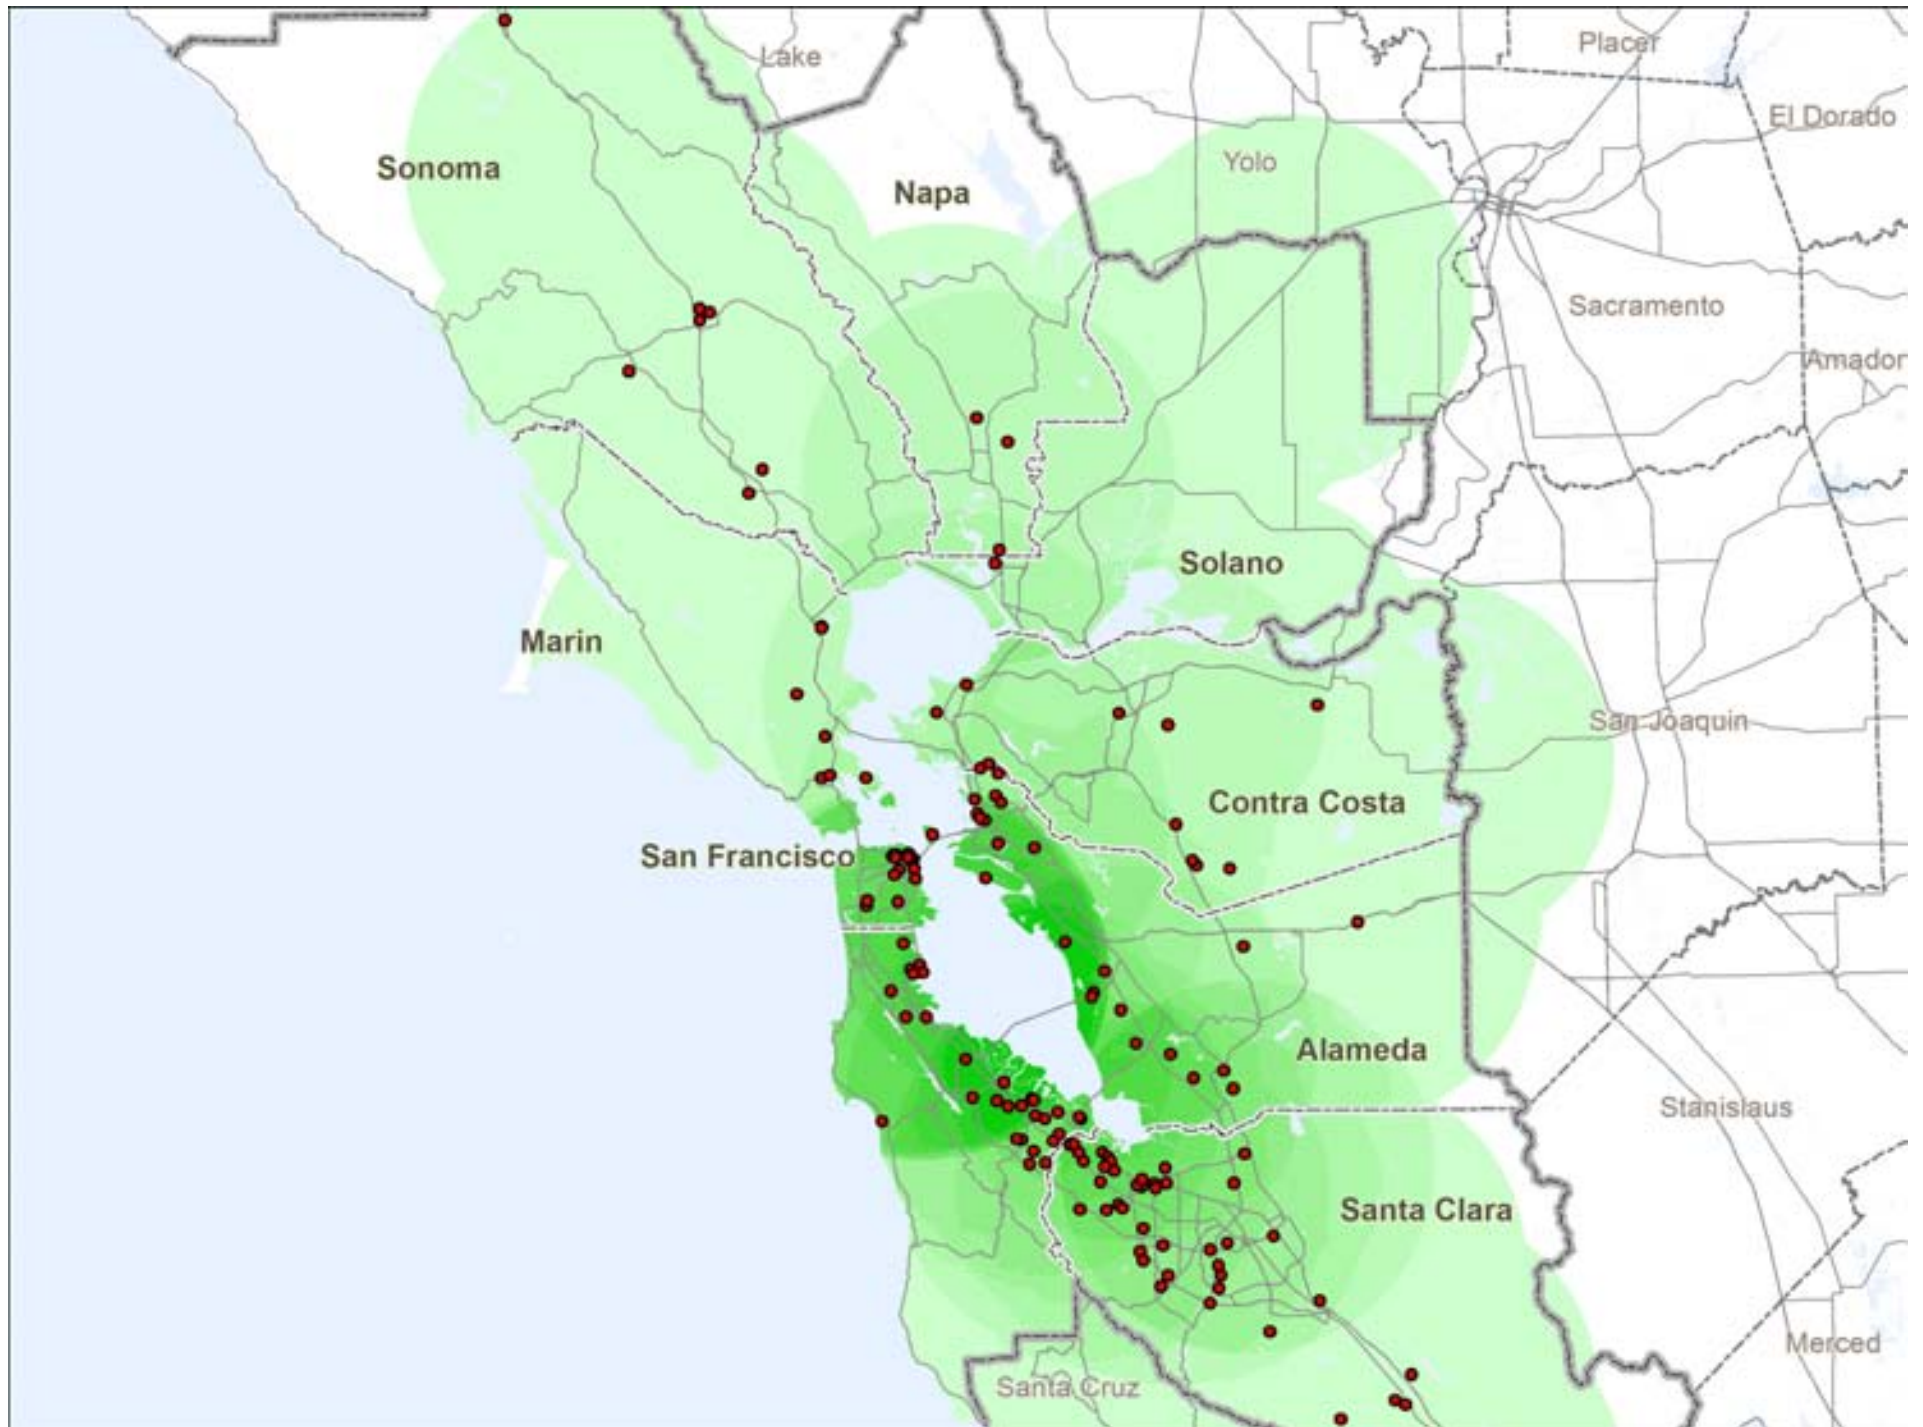 Placer
Lake
El Dorado
Yolo
Sonoma
Napa
Sacramento
Amador
Solano
Marin
San Joaquin
Contra Costa
San Francisco
Alameda
Stanislaus
Santa Clara
Merced
Santa Cruz